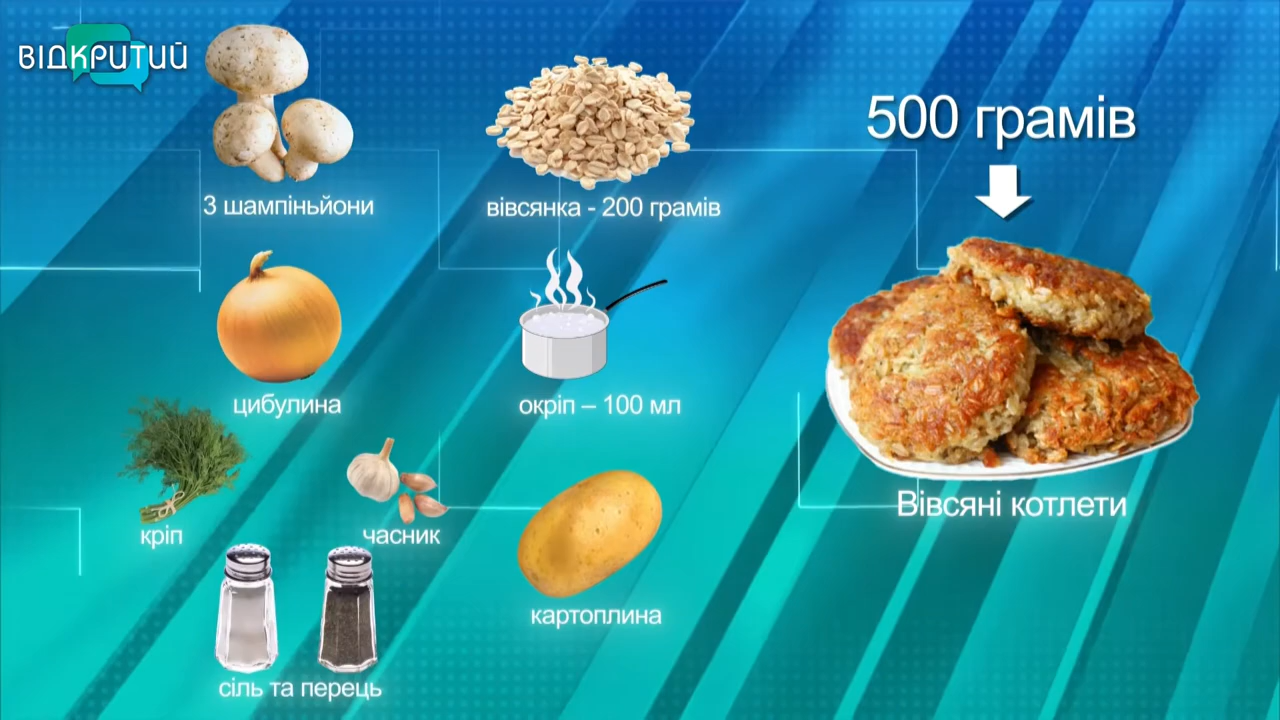 ВІДКРИТИЙ
3 шампіньйони
вівсянка - 200 грамів
500 грамів
цибулина
окріп – 100 мл
Вівсяні котлети
кріп
часник
картоплина
сіль та перець